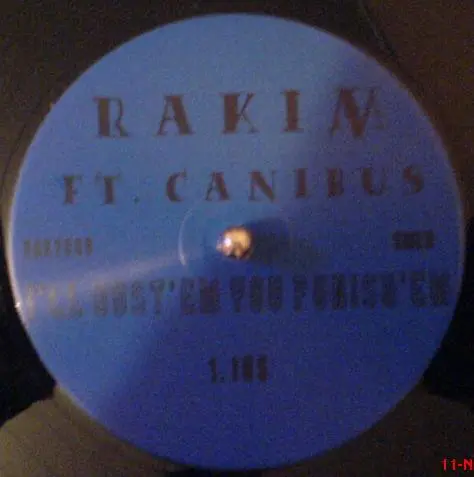 RAKIM
FT. CANIBUS
I'LL BUST'EM YOU PUNISH'EM
11-N